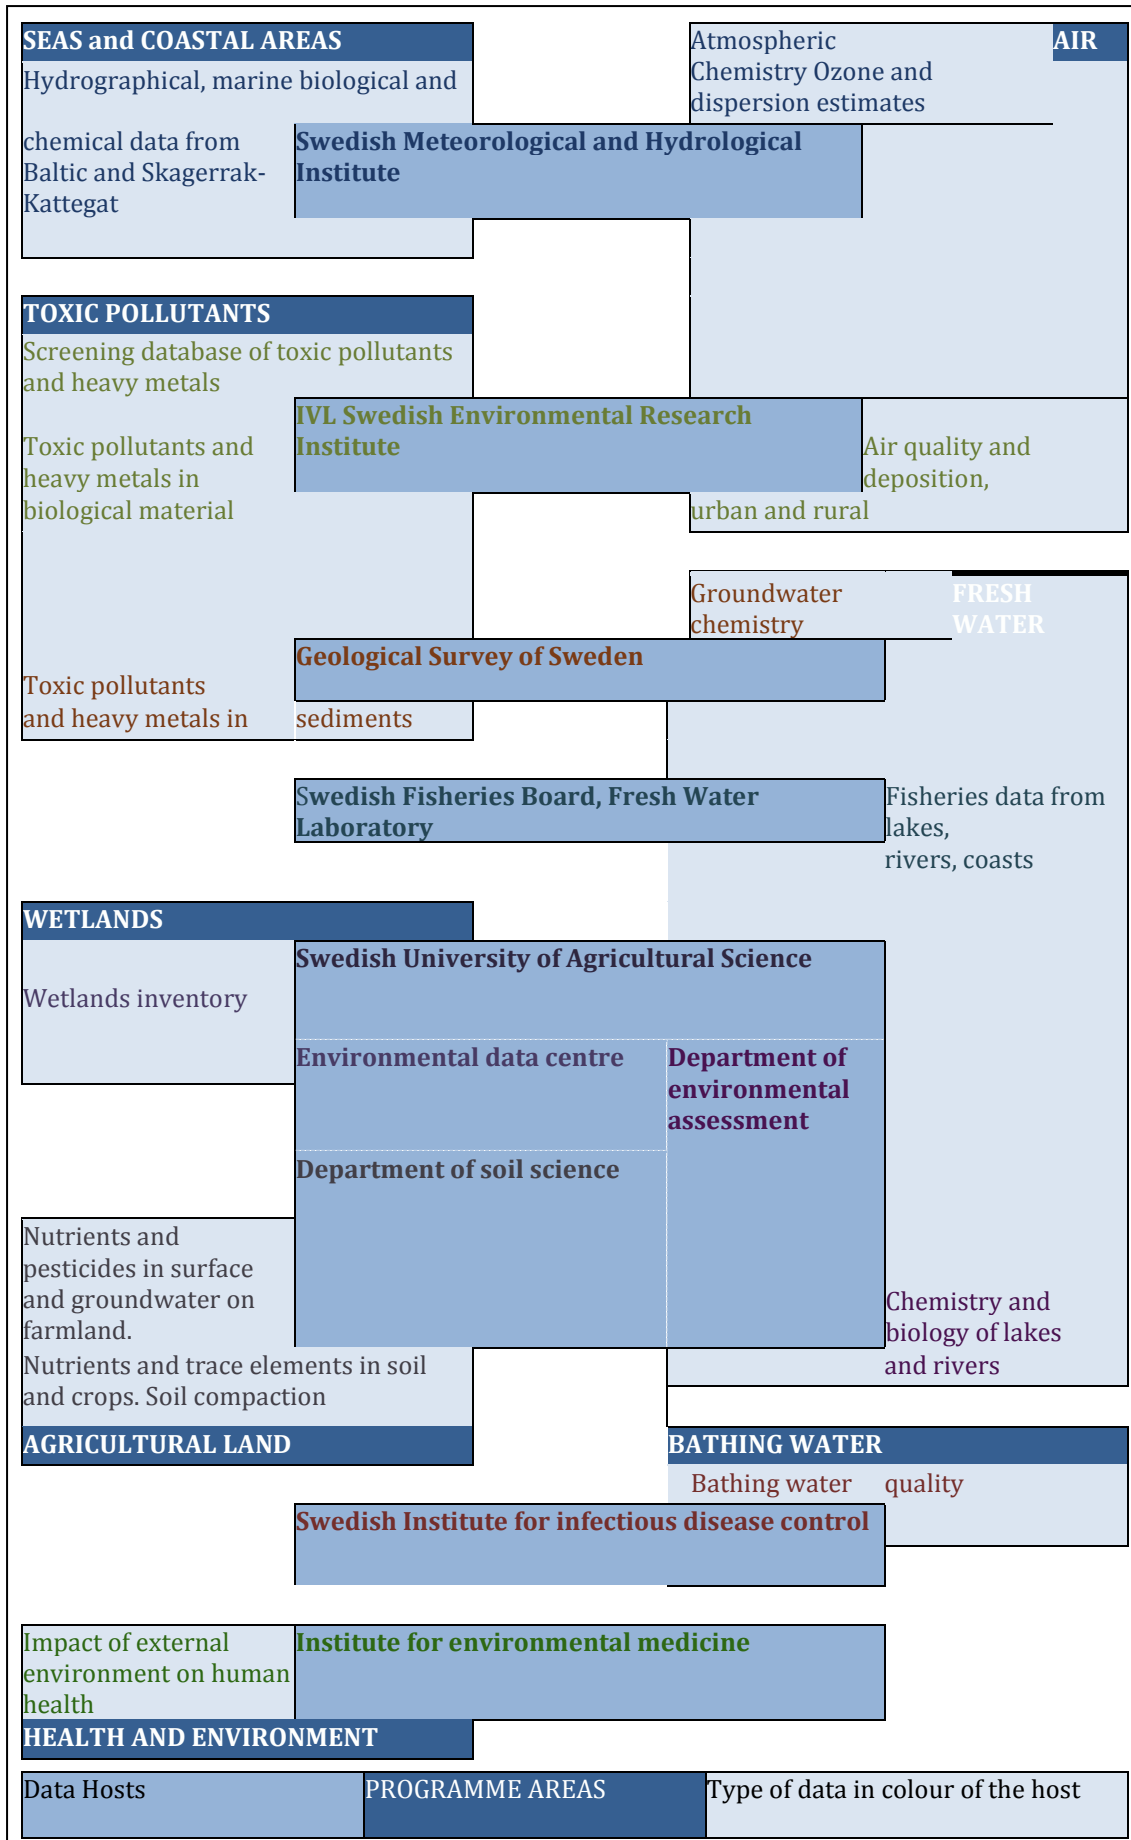 SEAS and COASTAL AREAS
Hydrographical, marine biological and
chemical data from
Baltic and Skagerrak-
Kattegat
Atmospheric
Chemistry Ozone and
dispersion estimates
AIR
Swedish Meteorological and Hydrological
Institute
TOXIC POLLUTANTS
Screening database of toxic pollutants
and heavy metals
Toxic pollutants and
heavy metals in
biological material
IVL Swedish Environmental Research
Institute
Air quality and
deposition,
urban and rural
Groundwater
chemistry
FRESH
WATER
Geological Survey of Sweden
Toxic pollutants
and heavy metals in sediments
Swedish Fisheries Board, Fresh Water
Laboratory
Fisheries data from
lakes,
rivers, coasts
WETLANDS
Wetlands inventory
Swedish University of Agricultural Science
Environmental data centre
Department of
environmental
assessment
Department of soil science
Nutrients and
pesticides in surface
and groundwater on
farmland.
Nutrients and trace elements in soil
and crops. Soil compaction
Chemistry and
biology of lakes
and rivers
AGRICULTURAL LAND
BATHING WATER
Bathing water quality
Swedish Institute for infectious disease control
Impact of external
environment on human
health
Institute for environmental medicine
HEALTH AND ENVIRONMENT
Data Hosts
PROGRAMME AREAS
Type of data in colour of the host